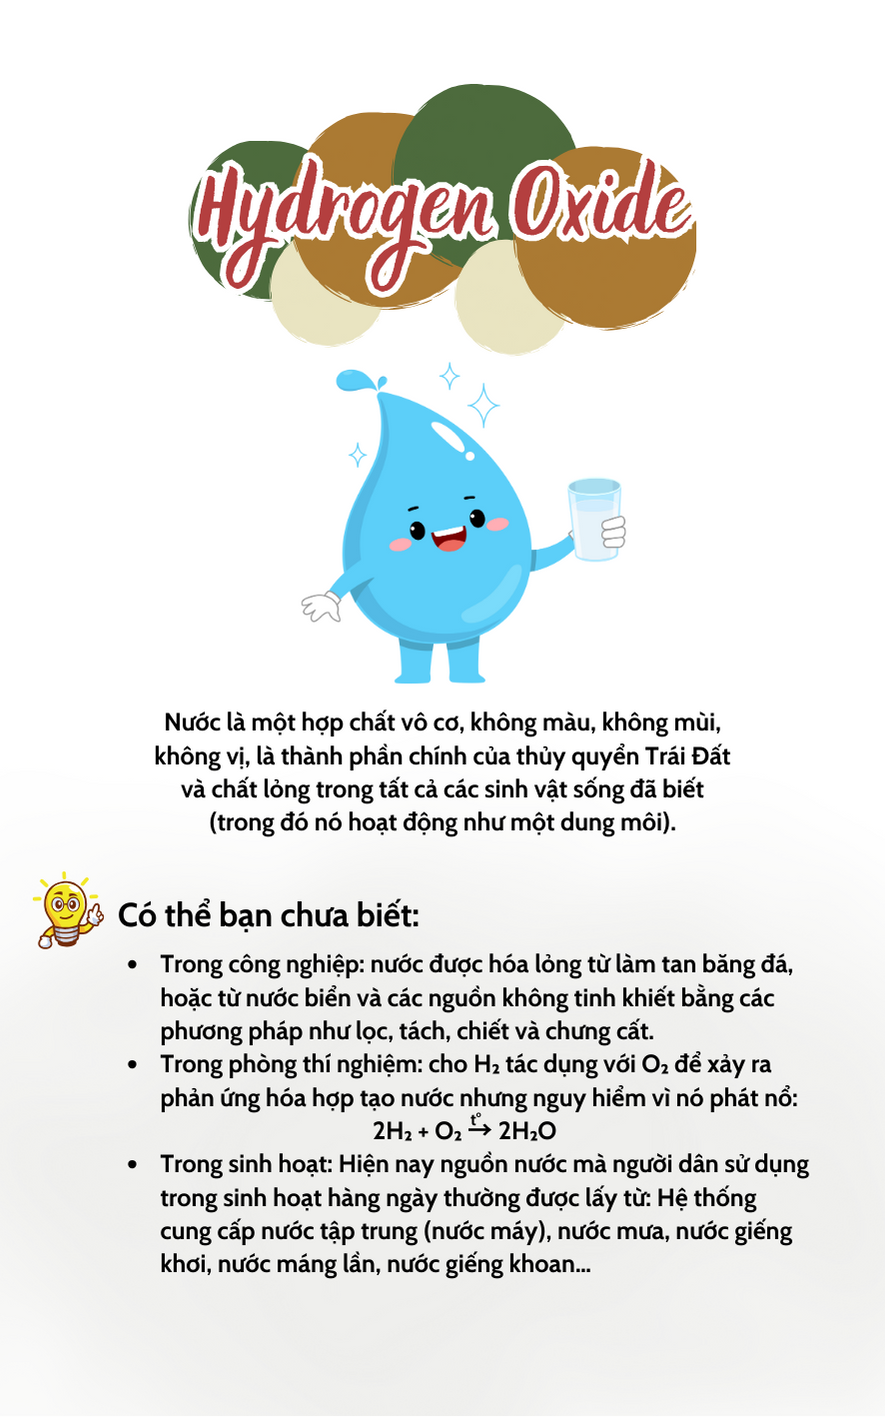 Hydrogen Oxide
Nước là một hợp chất vô cơ, không màu, không mùi,
không vị, là thành phần chính của thủy quyển Trái Đất
và chất lỏng trong tất cả các sinh vật sống đã biết
(trong đó nó hoạt động như một dung môi).
Có thể bạn chưa biết:
• Trong công nghiệp: nước được hóa lỏng từ làm tan băng đá,
hoặc từ nước biển và các nguồn không tinh khiết bằng các
phương pháp như lọc, tách, chiết và chưng cất.
• Trong phòng thí nghiệm: cho H₂ tác dụng với O₂ để xảy ra
phản ứng hóa hợp tạo nước nhưng nguy hiểm vì nó phát nổ:
2H₂ + O₂ t°→ 2H₂O
• Trong sinh hoạt: Hiện nay nguồn nước mà người dân sử dụng
trong sinh hoạt hàng ngày thường được lấy từ: Hệ thống
cung cấp nước tập trung (nước máy), nước mưa, nước giếng
khơi, nước máng lần, nước giếng khoan...